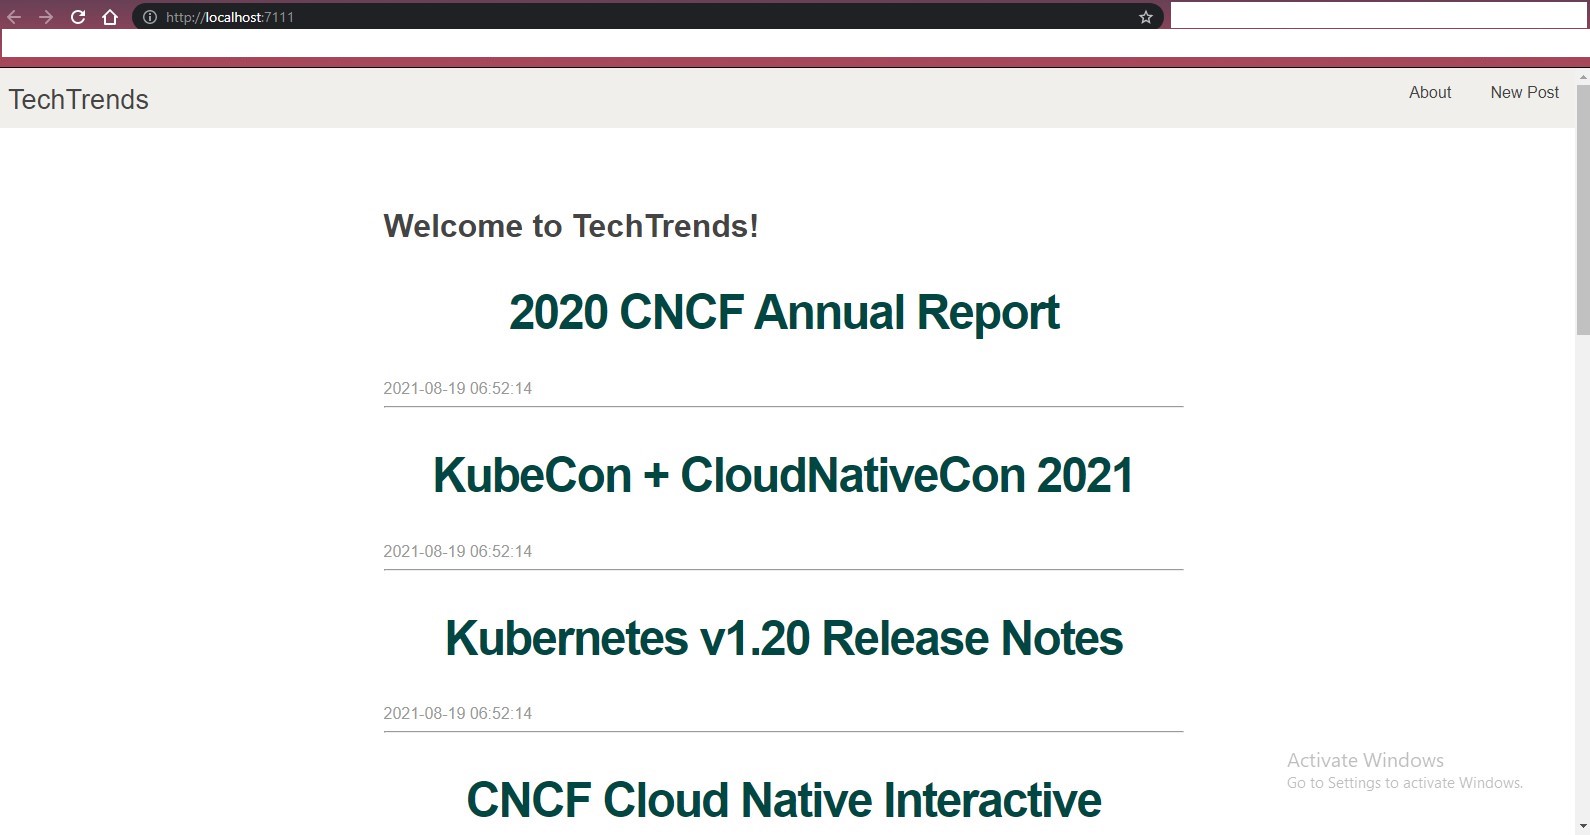 http://localhost:7111
TechTrends
About
New Post
Welcome to TechTrends!
2020 CNCF Annual Report
2021-08-19 06:52:14
KubeCon + CloudNativeCon 2021
2021-08-19 06:52:14
Kubernetes v1.20 Release Notes
2021-08-19 06:52:14
CNCF Cloud Native Interactive
Activate Windows
Go to Settings to activate Windows.